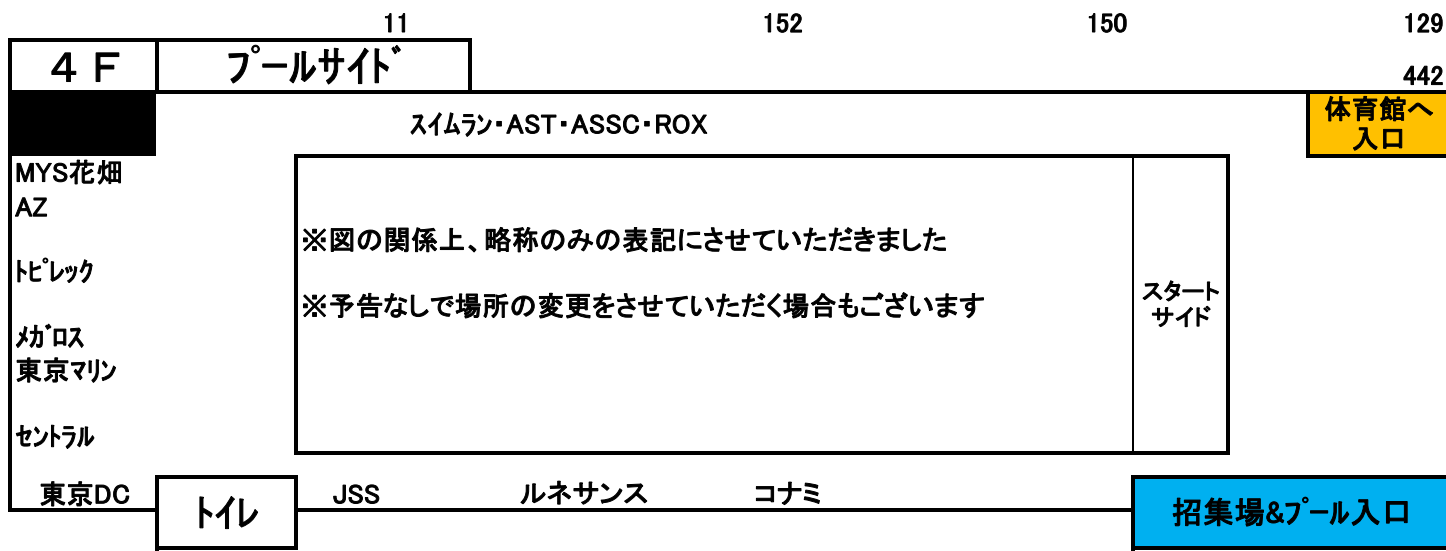 11 152 150 129
４Ｆ プールサイド
442
体育館へ
入口
スイムラン・AST・ASSC・ROX
MYS花畑
AZ
※図の関係上、略称のみの表記にさせていただきました
トピレック
※予告なしで場所の変更をさせていただく場合もございます
スタート
サイド
メガロス
東京マリン
セントラル
東京DC
トイレ
JSS ルネサンス コナミ
招集場&プール入口